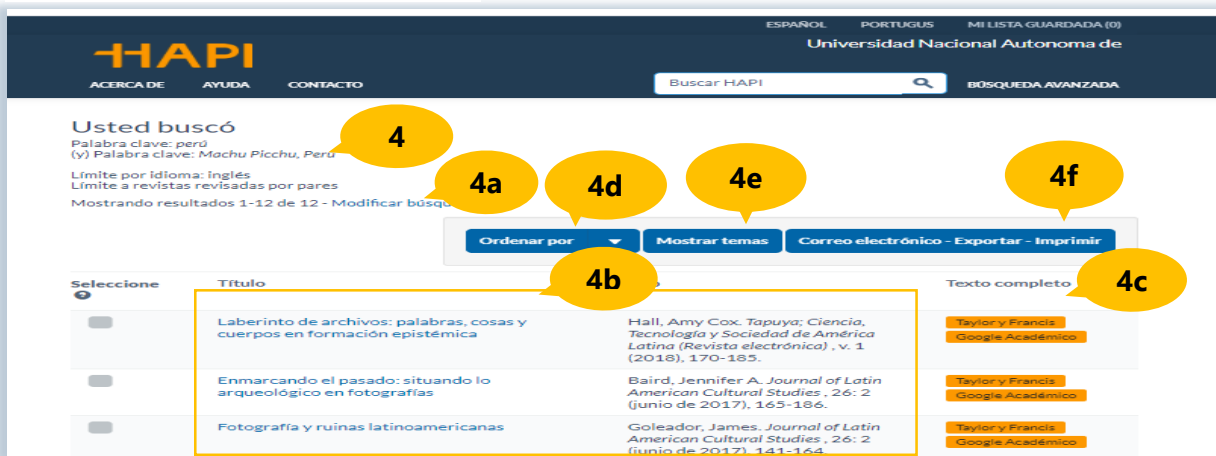 ESPAÑOL PORTUGUS MI LISTA GUARDADA (0)
HAPI
Universidad Nacional Autonoma de
ACERCA DE AYUDA CONTACTO
Buscar HAPI
BÚSQUEDA AVANZADA
Usted buscó
Palabra clave: perú
(y) Palabra clave: Machu Picchu, Perú
4
Límite por idioma: inglés
Límite a revistas revisadas por pares
Mostrando resultados 1-12 de 12 - Modificar búsqu
4a
4d
4e
4f
Ordenar por
Mostrar temas
Correo electrónico - Exportar - Imprimir
4b
4c
Seleccione
Título
Texto completo
Laberinto de archivos: palabras, cosas y
cuerpos en formación epistémica
Hall, Amy Cox. Tapuya; Ciencia,
Tecnología y Sociedad de América
Latina (Revista electrónica) , v. 1
(2018), 170-185.
Taylor y Francis
Google Académico
Enmarcando el pasado: situando lo
arqueológico en fotografías
Baird, Jennifer A. Journal of Latin
American Cultural Studies , 26: 2
(junio de 2017), 165-186.
Taylor y Francis
Google Académico
Fotografía y ruinas latinoamericanas
Goleador, James. Journal of Latin
American Cultural Studies , 26: 2
(junio de 2017), 141-164.
Taylor y Francis
Google Académico